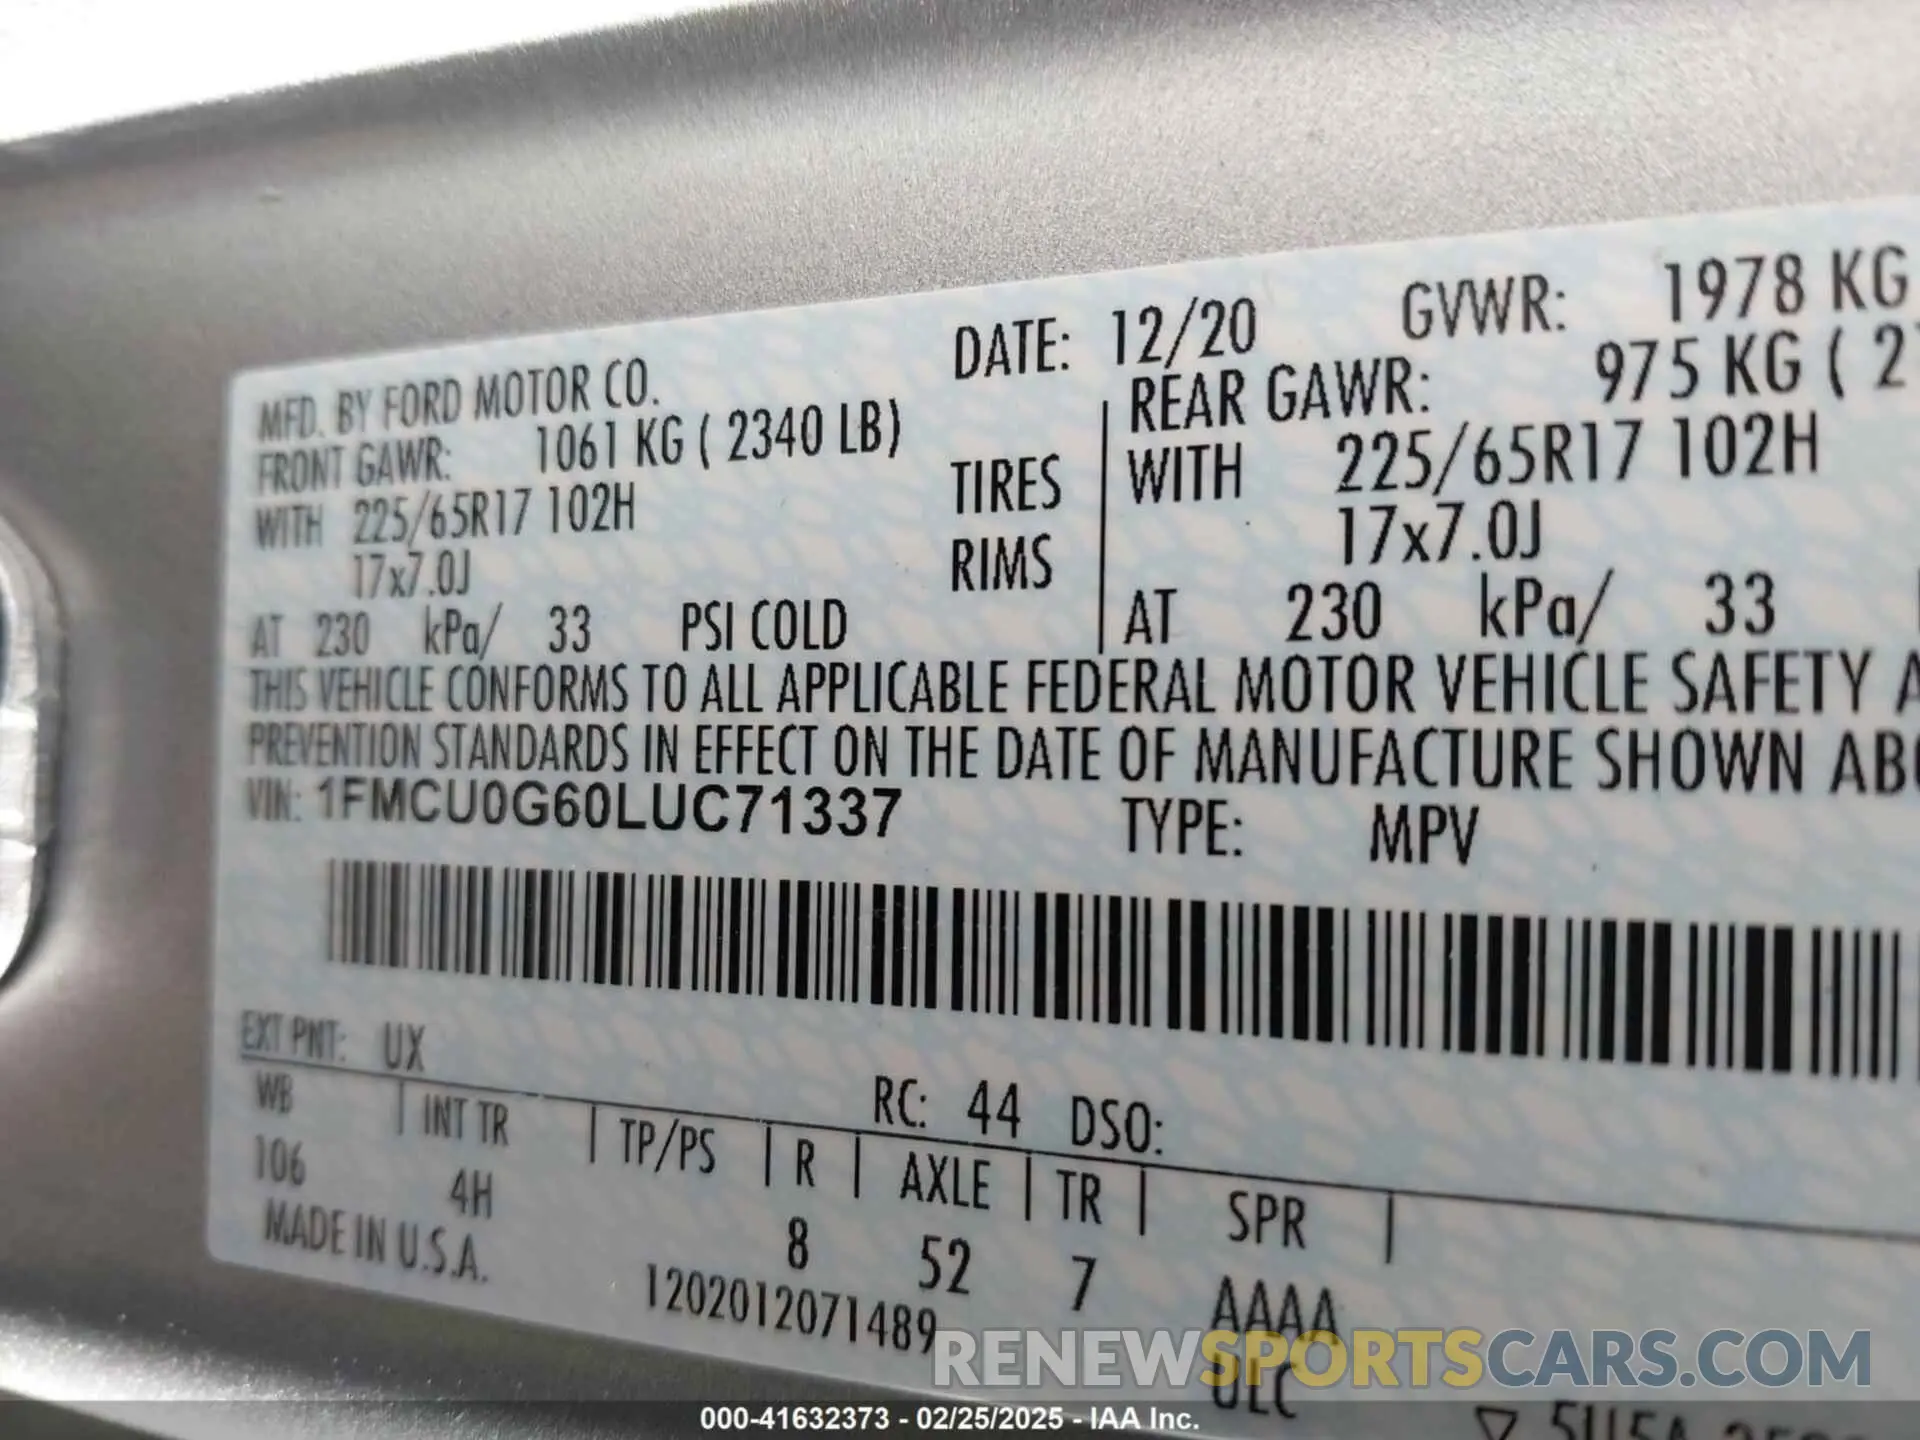 DATE: 12/20 GVWR: 1978 KG
MFD. BY FORD MOTOR CO.
FRONT GAWR: 1061 KG ( 2340 LB) REAR GAWR: 975 KG ( 2
WITH 225/65R17 102H TIRES WITH 225/65R17 102H
17x7.0J RIMS 17x7.0J
AT 230 kPa/ 33 PSI COLD AT 230 kPa/ 33
THIS VEHICLE CONFORMS TO ALL APPLICABLE FEDERAL MOTOR VEHICLE SAFETY A
PREVENTION STANDARDS IN EFFECT ON THE DATE OF MANUFACTURE SHOWN ABO
VIN: 1FMCU0G60LUC71337 TYPE: MPV
EXT PNT: UX RC: 44 DSO:
WB | INT TR | TP/PS | R | AXLE | TR | SPR |
106 4H 8 52 7 AAAA
MADE IN U.S.A. 1202012071489
ULC
RENEWSPORTSCARS.COM
000-41632373 - 02/25/2025 - IAA Inc.